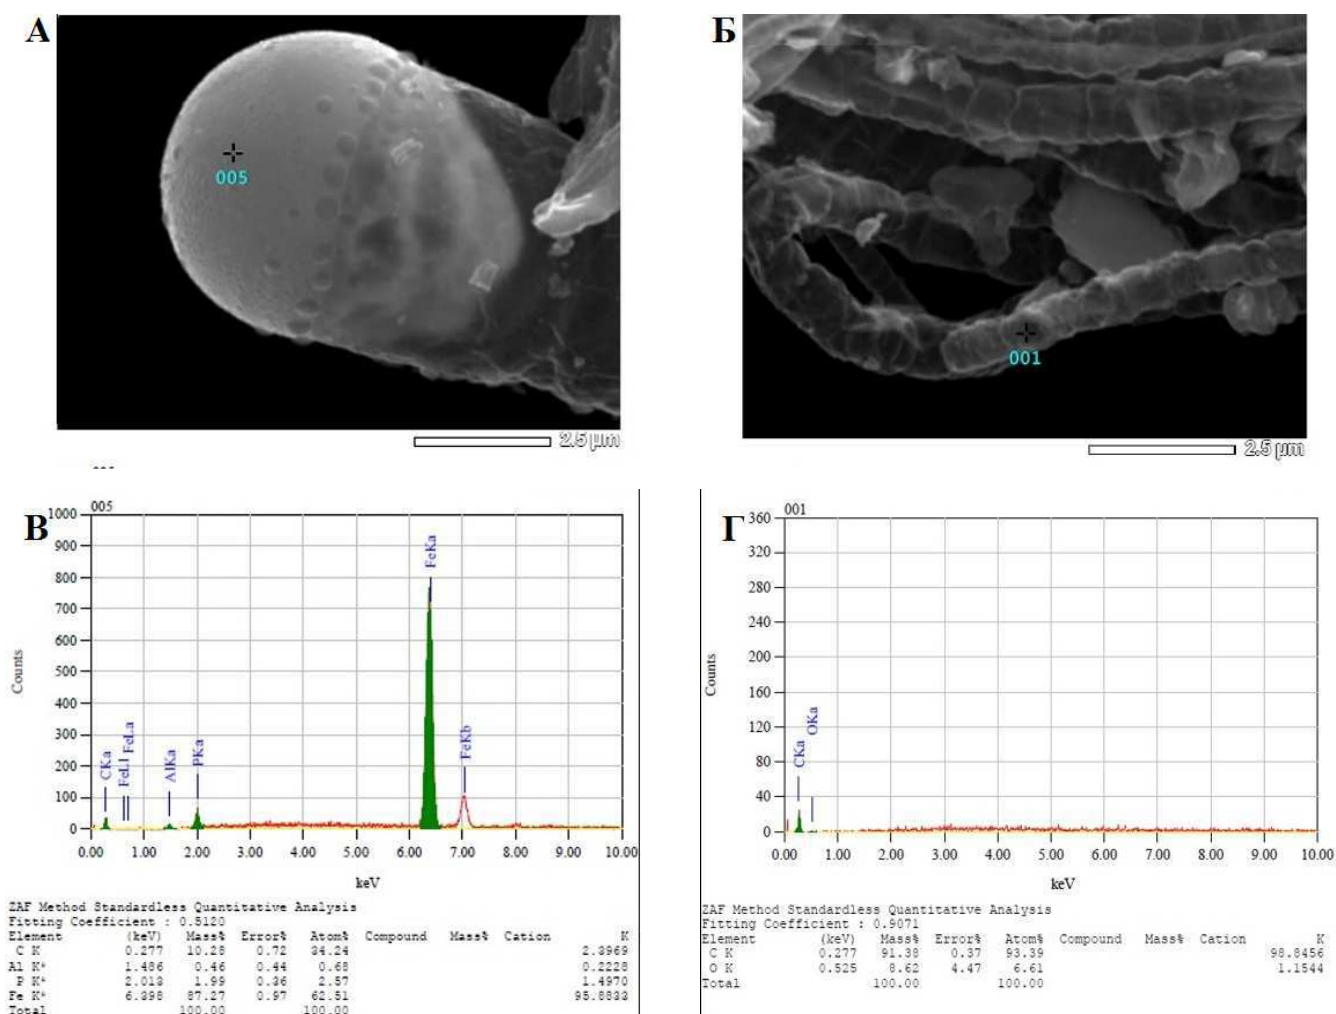 А
Б
005
001
2.5 µm
2.5 µm
В
005
1000
900
800
700
600
500
400
300
200
100
0
Counts
CKa
FeLl
FeLa
AlKa
PKa
FeKa
FeKb
0.00 1.00 2.00 3.00 4.00 5.00 6.00 7.00 8.00 9.00 10.00
keV
ZAF Method Standardless Quantitative Analysis
Fitting Coefficient : 0.5120
Element (keV) Mass% Error% Atom% Compound Mass% Cation K
C K 0.277 10.28 0.72 34.24 2.3969
Al K* 1.486 0.46 0.44 0.68 0.2228
P K* 2.013 1.99 0.36 2.57 1.4970
Fe K* 6.398 87.27 0.97 62.51 95.8833
Total 100.00 100.00
Г
001
360
320
280
240
200
160
120
80
40
0
Counts
CKa
OKa
0.00 1.00 2.00 3.00 4.00 5.00 6.00 7.00 8.00 9.00 10.00
keV
ZAF Method Standardless Quantitative Analysis
Fitting Coefficient : 0.9071
Element (keV) Mass% Error% Atom% Compound Mass% Cation K
C K 0.277 91.38 0.37 93.39 98.8456
O K 0.525 8.62 4.47 6.61 1.1544
Total 100.00 100.00